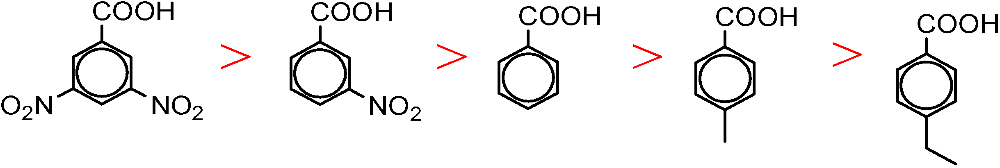 COOH > COOH > COOH > COOH > COOH
O₂N NO₂ NO₂